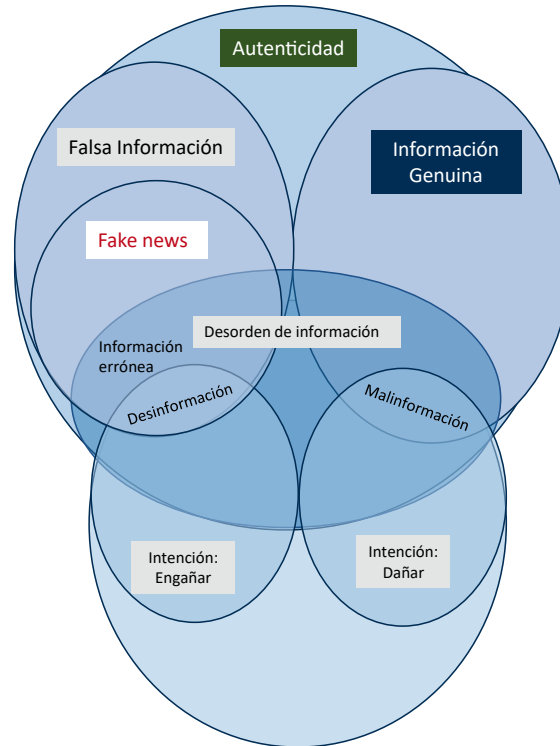 Autenticidad
Falsa Información
Información
Genuina
Fake news
Desorden de información
Información
errónea
Desinformación
Malinformación
Intención:
Engañar
Intención:
Dañar